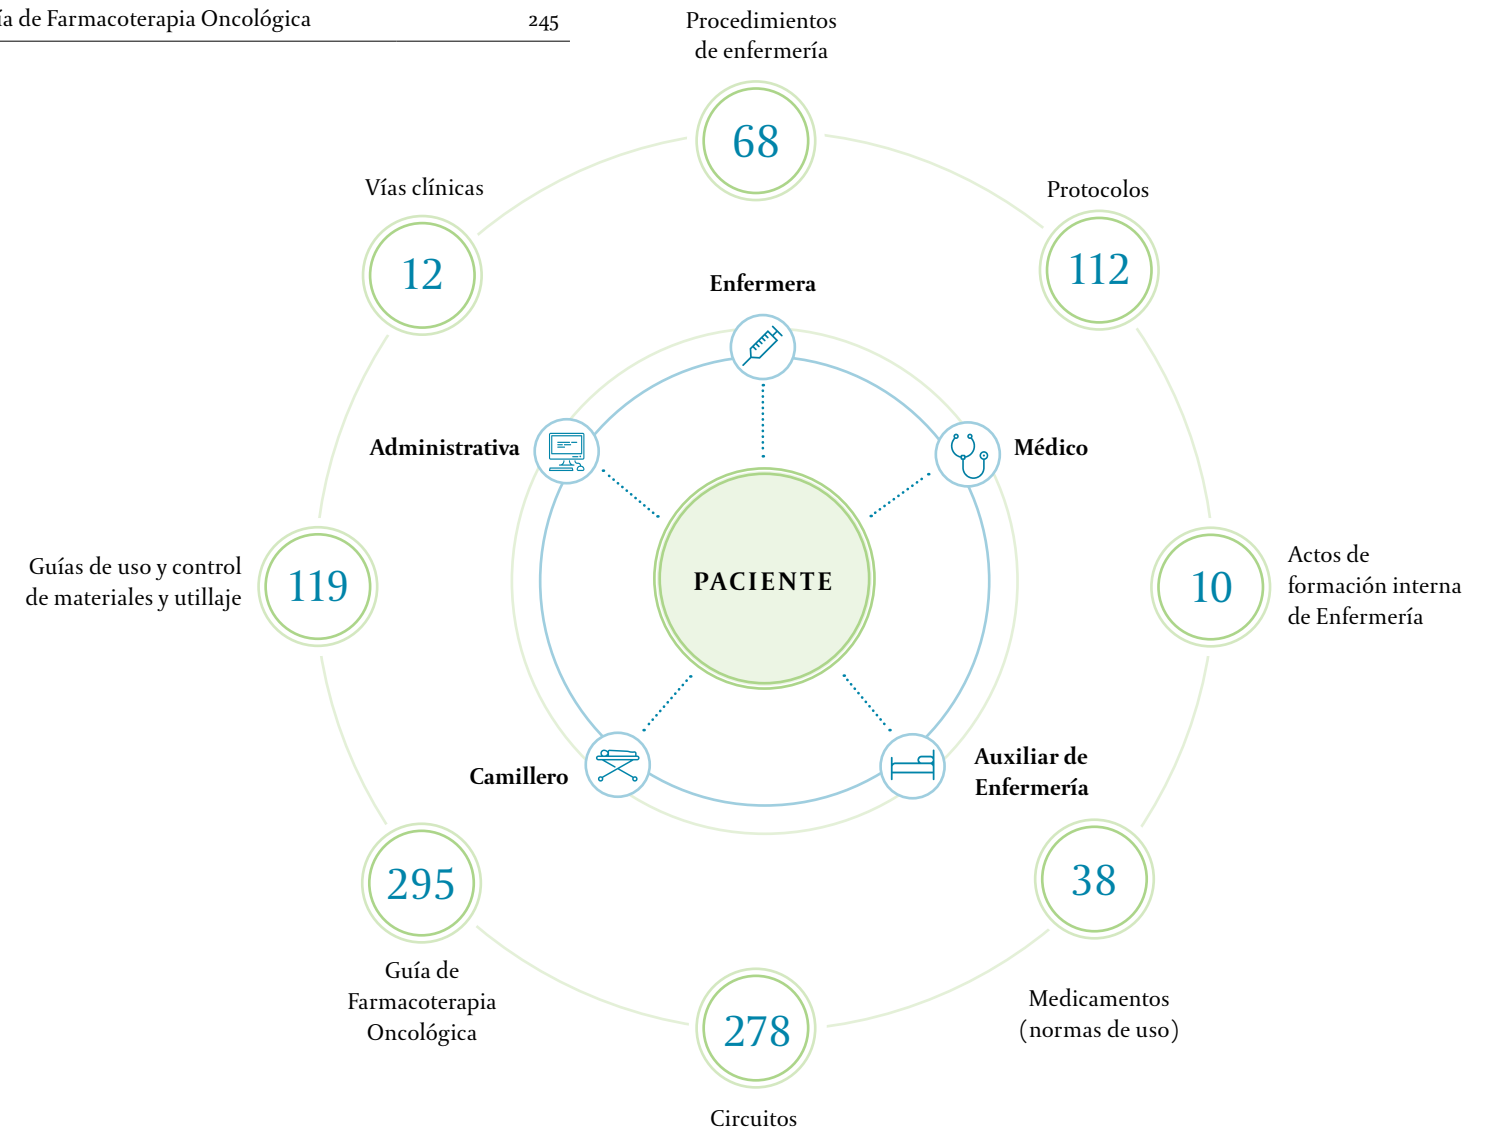 de Farmacoterapia Oncológica 245
Procedimientos
de enfermería
68
Vías clínicas
12
Protocolos
112
Enfermera
Administrativa
Médico
PACIENTE
Guías de uso y control
de materiales y utillaje
119
Actos de
formación interna
de Enfermería
10
Camillero
Auxiliar de
Enfermería
295
Guía de
Farmacoterapia
Oncológica
38
Medicamentos
(normas de uso)
278
Circuitos